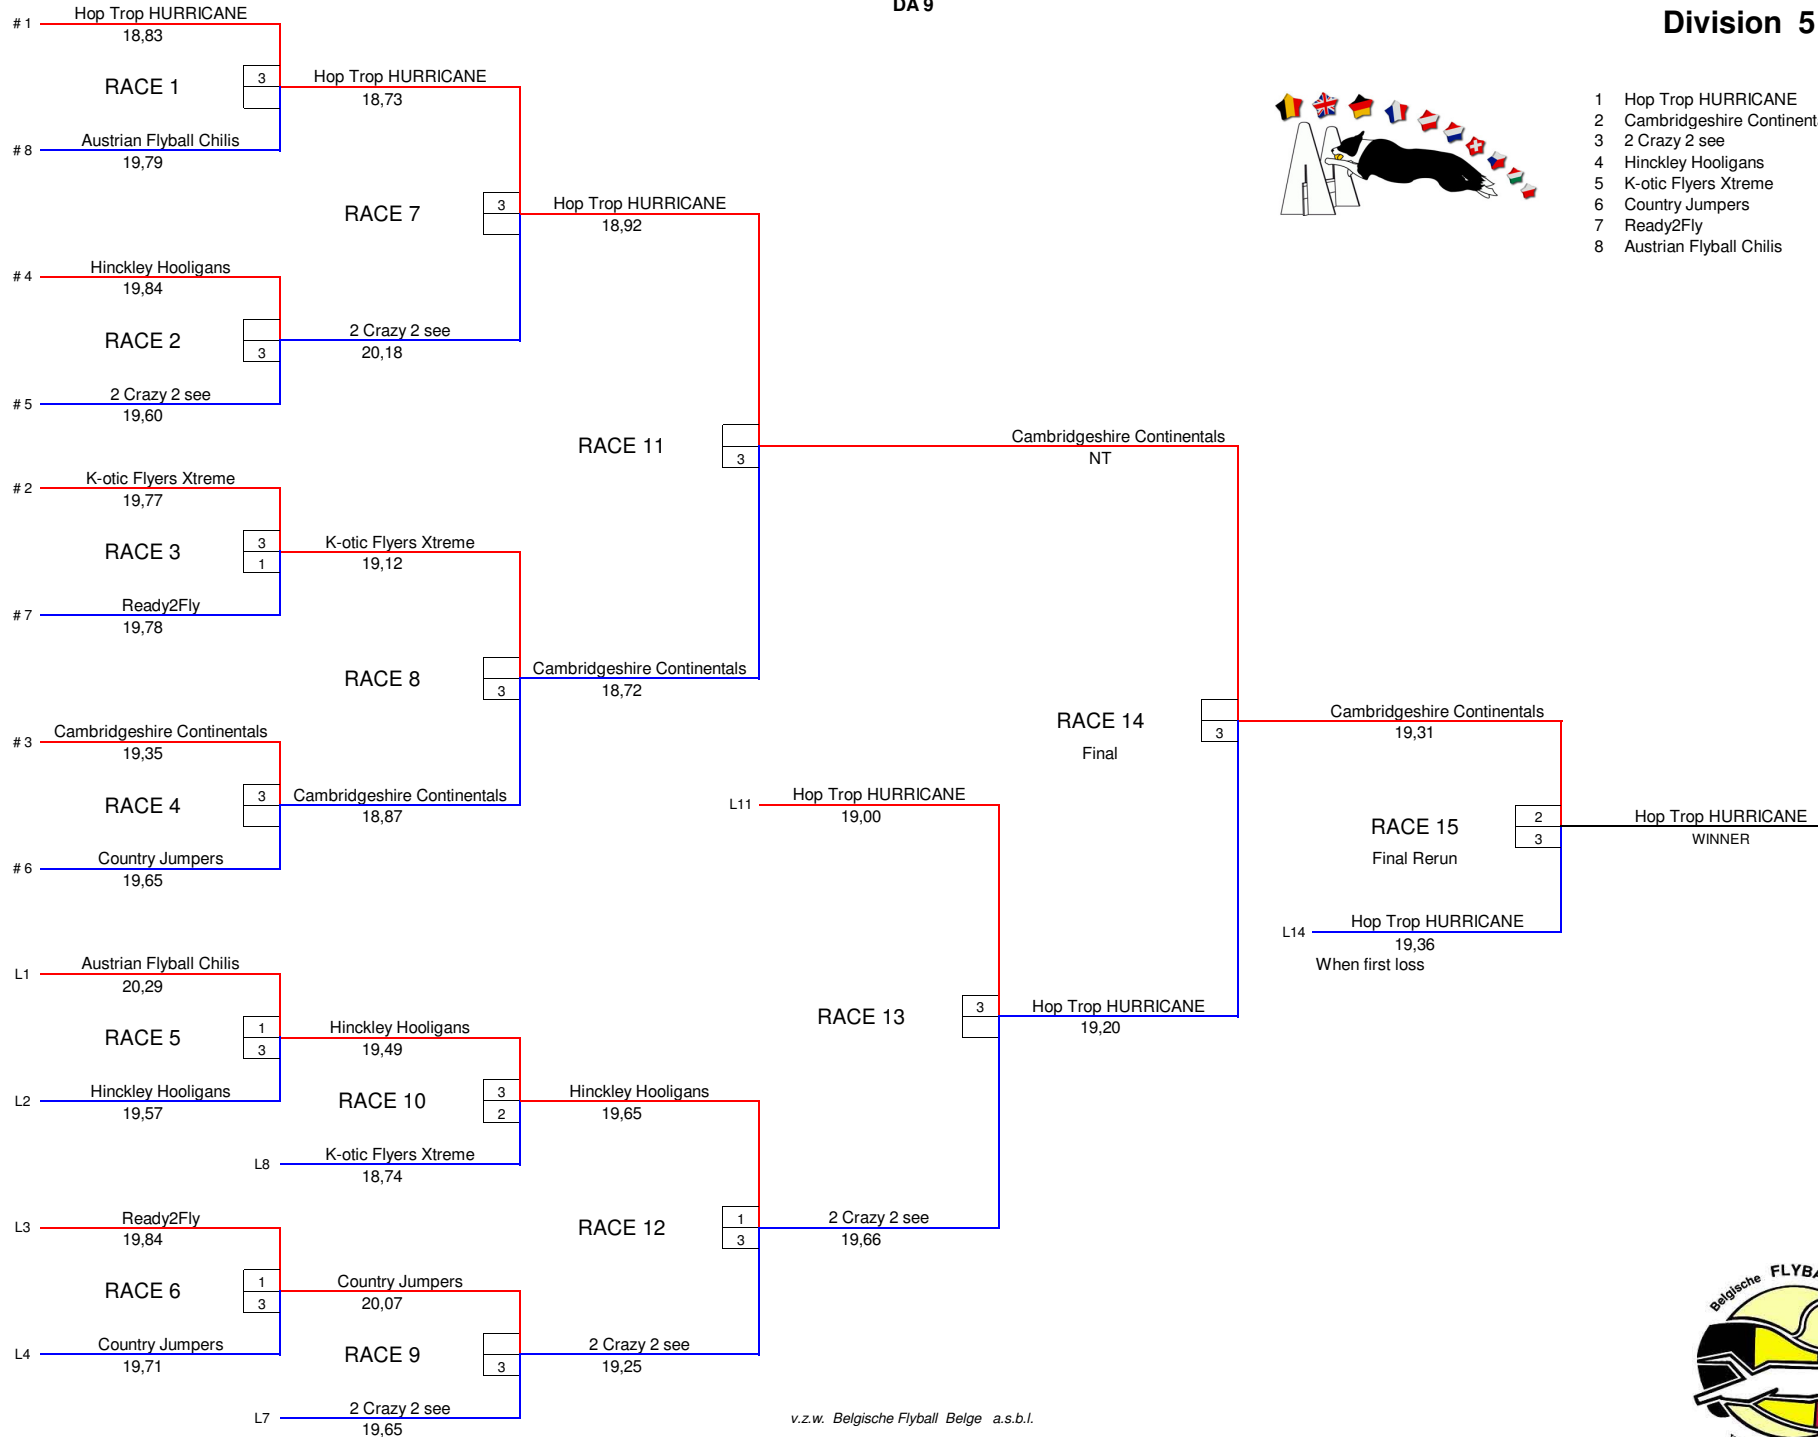 DA 9
Division 5
1 Hop Trop HURRICANE
2 Cambridgeshire Continent
3 2 Crazy 2 see
4 Hinckley Hooligans
5 K-otic Flyers Xtreme
6 Country Jumpers
7 Ready2Fly
8 Austrian Flyball Chilis
# 1 Hop Trop HURRICANE
18,83
RACE 1
3
# 8 Austrian Flyball Chilis
19,79
Hop Trop HURRICANE
18,73
RACE 7
3
# 4 Hinckley Hooligans
19,84
RACE 2
3
# 5 2 Crazy 2 see
19,60
2 Crazy 2 see
20,18
Hop Trop HURRICANE
18,92
RACE 11
3
# 2 K-otic Flyers Xtreme
19,77
RACE 3
3
1
# 7 Ready2Fly
19,78
K-otic Flyers Xtreme
19,12
RACE 8
3
# 3 Cambridgeshire Continentals
19,35
RACE 4
3
# 6 Country Jumpers
19,65
Cambridgeshire Continentals
18,87
Cambridgeshire Continentals
18,72
Cambridgeshire Continentals
NT
RACE 14
Final
3
L11 Hop Trop HURRICANE
19,00
RACE 13
3
Hop Trop HURRICANE
19,20
Cambridgeshire Continentals
19,31
RACE 15
Final Rerun
2
3
L14 Hop Trop HURRICANE
19,36
When first loss
Hop Trop HURRICANE
WINNER
L1 Austrian Flyball Chilis
20,29
RACE 5
1
3
L2 Hinckley Hooligans
19,57
Hinckley Hooligans
19,49
RACE 10
3
2
L8 K-otic Flyers Xtreme
18,74
Hinckley Hooligans
19,65
RACE 12
1
3
2 Crazy 2 see
19,66
L3 Ready2Fly
19,84
RACE 6
1
3
L4 Country Jumpers
19,71
Country Jumpers
20,07
RACE 9
3
L7 2 Crazy 2 see
19,65
2 Crazy 2 see
19,25
v.z.w. Belgische Flyball Belge a.s.b.l.
Belgische FLYBA